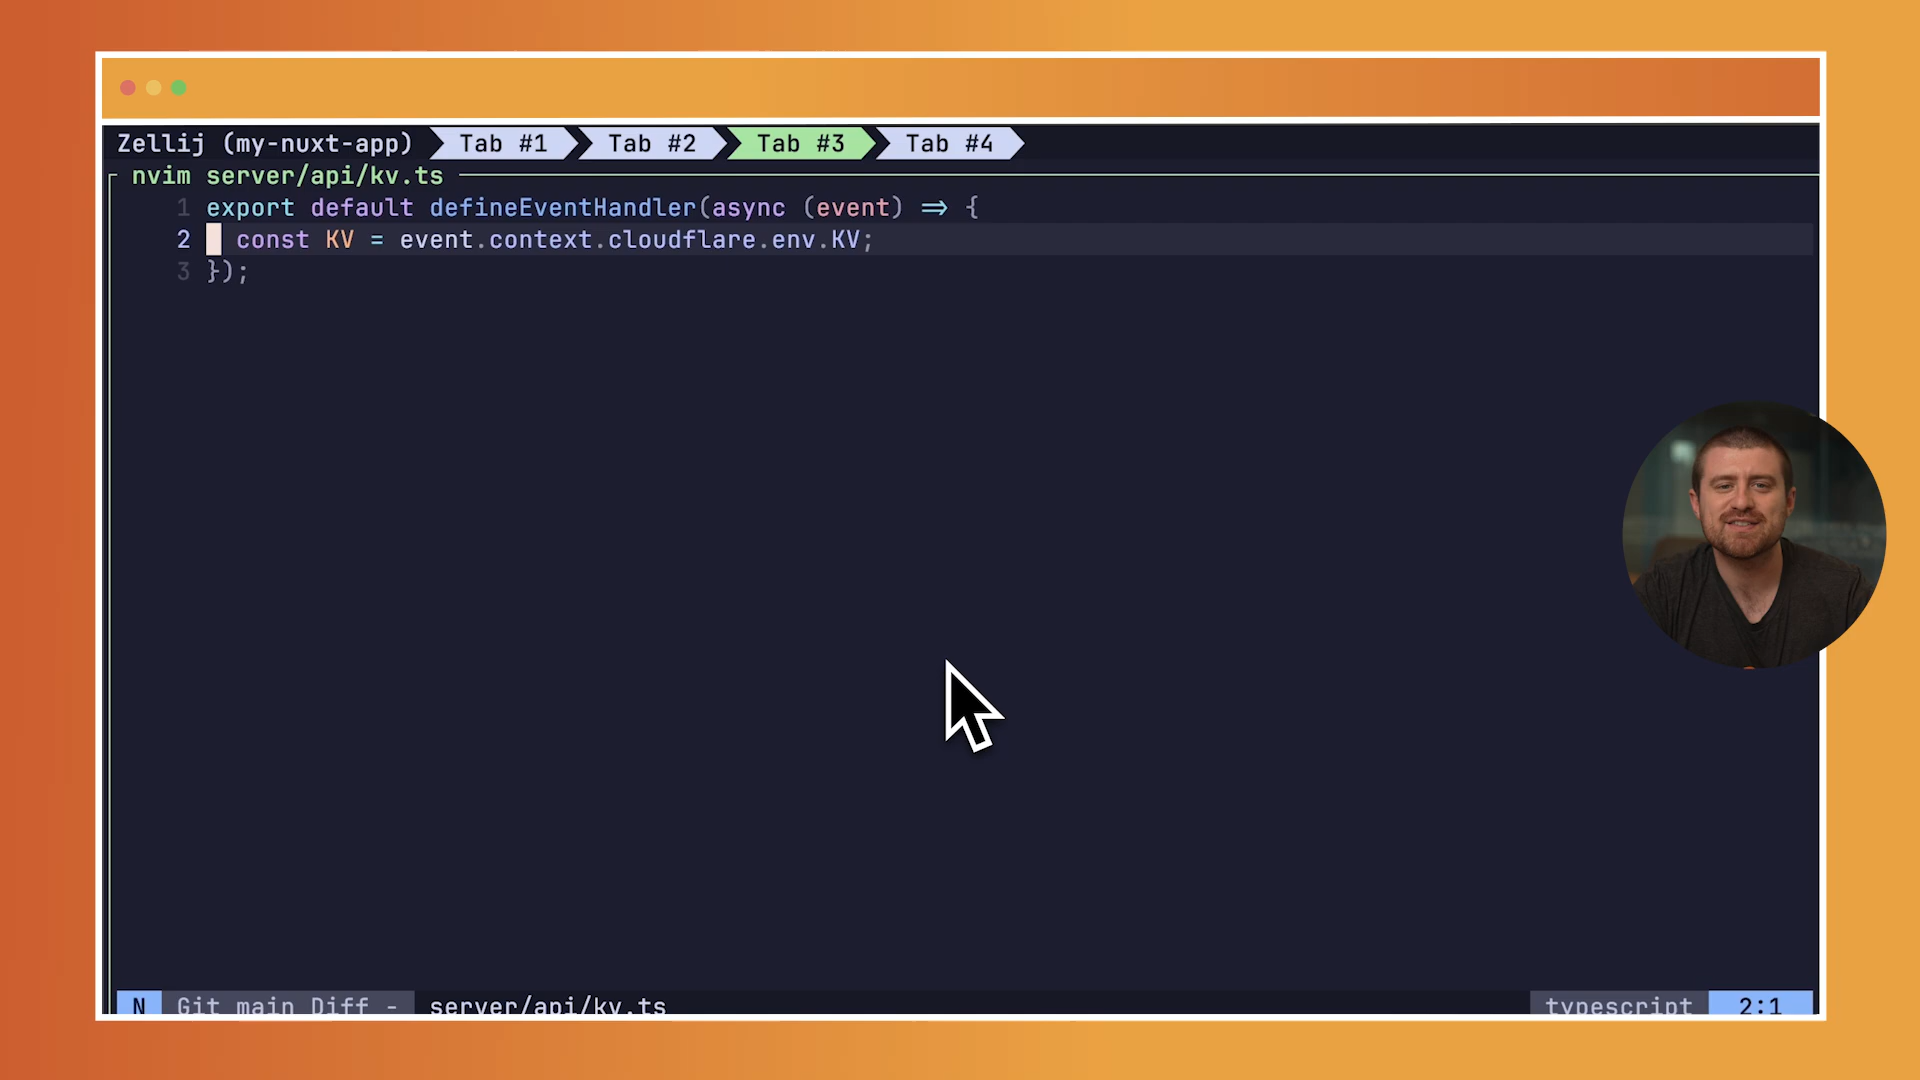 Zellij (my-nuxt-app) Tab #1 Tab #2 Tab #3 Tab #4
nvim server/api/kv.ts
1 export default defineEventHandler(async (event) => {
2 const KV = event.context.cloudflare.env.KV;
3 });
N Git main Diff - server/api/kv.ts typescript 2:1